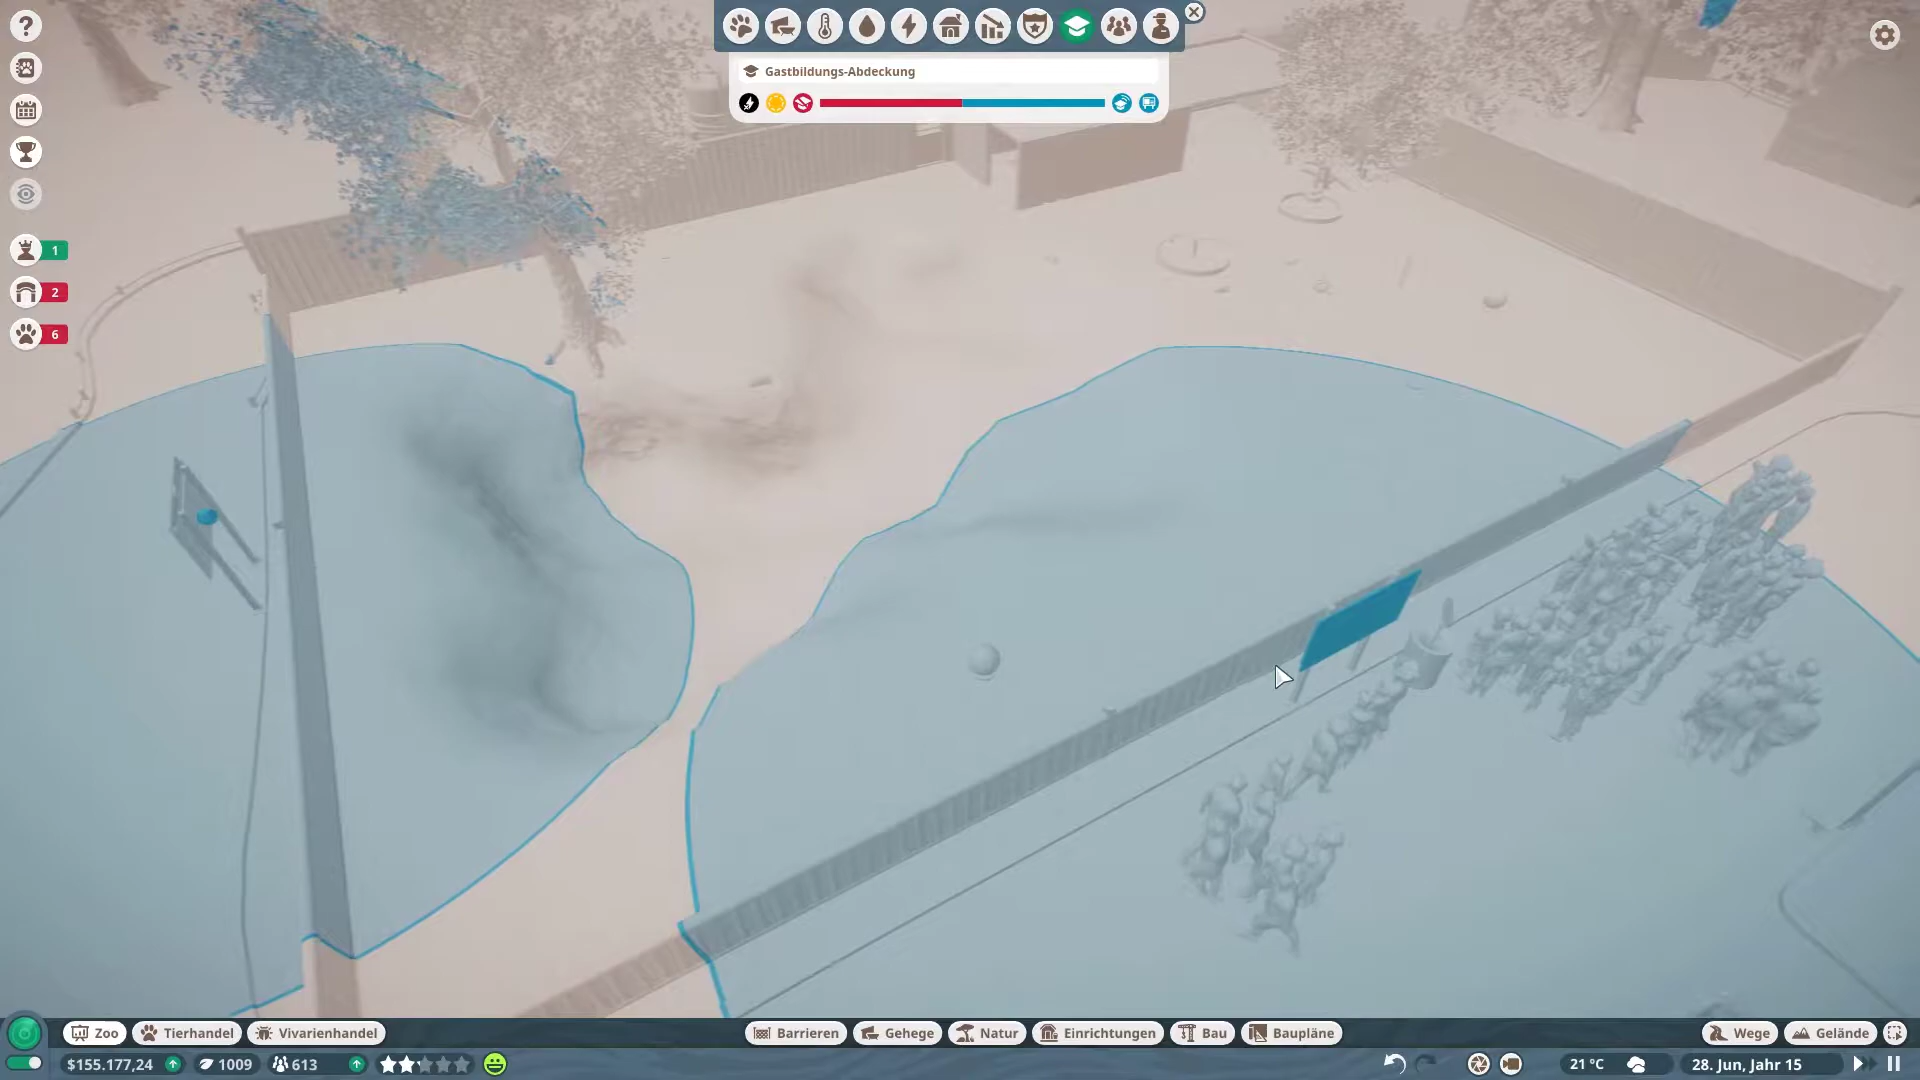 ?
Gastbildungs-Abdeckung
1
2
6
Zoo
Tierhandel
Vivarienhandel
Barrieren
Gehege
Natur
Einrichtungen
Bau
Baupläne
Wege
Gelände
$155.177,24
1009
613
21 °C
28. Jun, Jahr 15